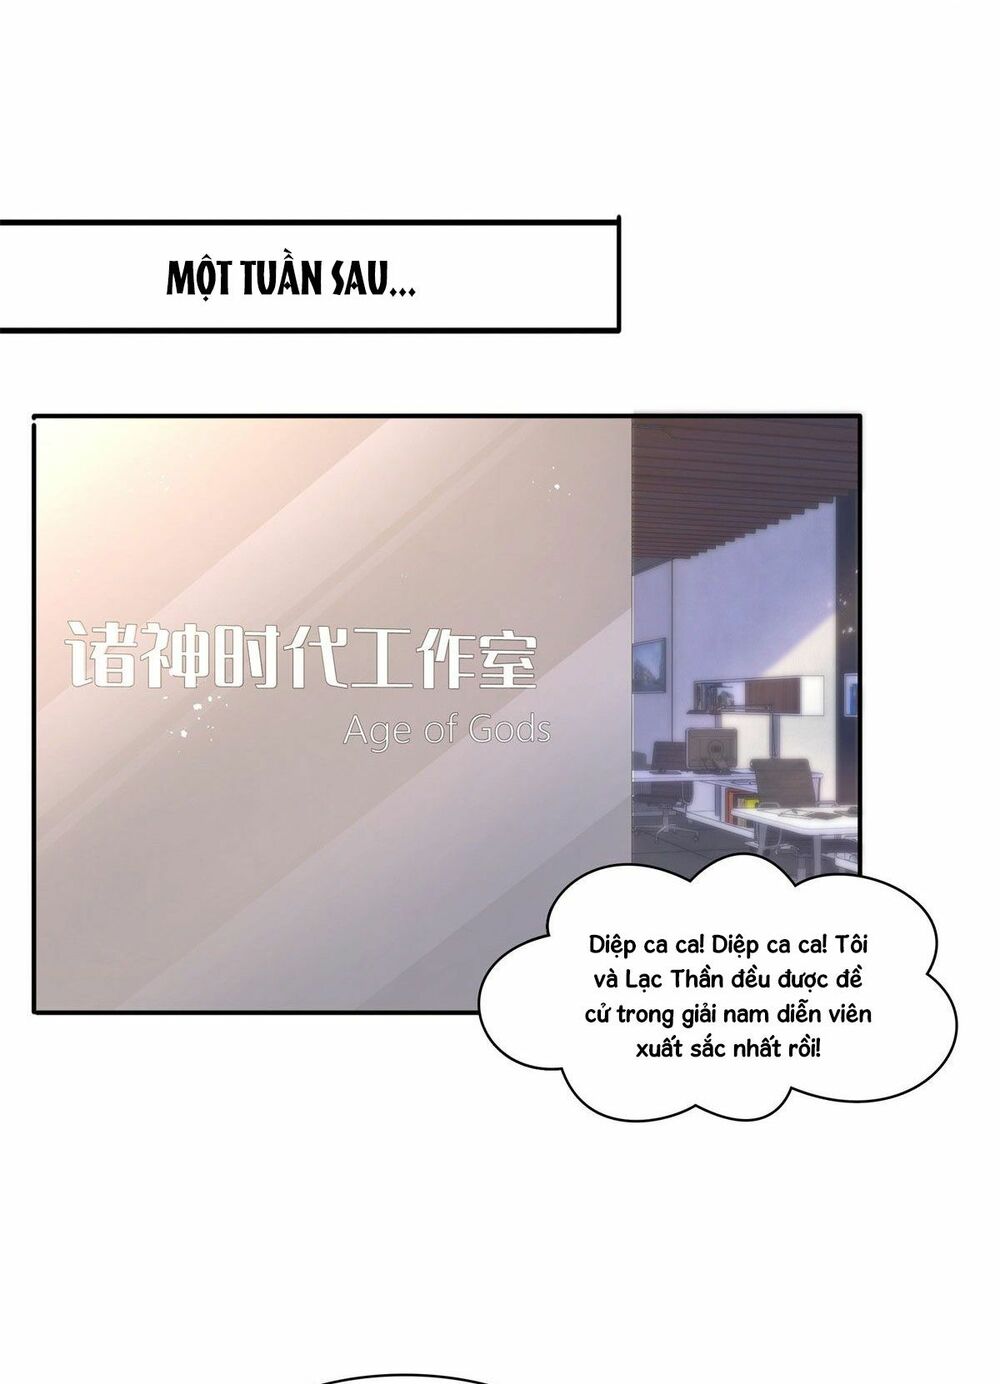 MỘT TUẦN SAU...
诸神时代工作室
Age of Gods
Diệp ca ca! Diệp ca ca! Tôi
và Lạc Thần đều được đề
cử trong giải nam diễn viên
xuất sắc nhất rồi!